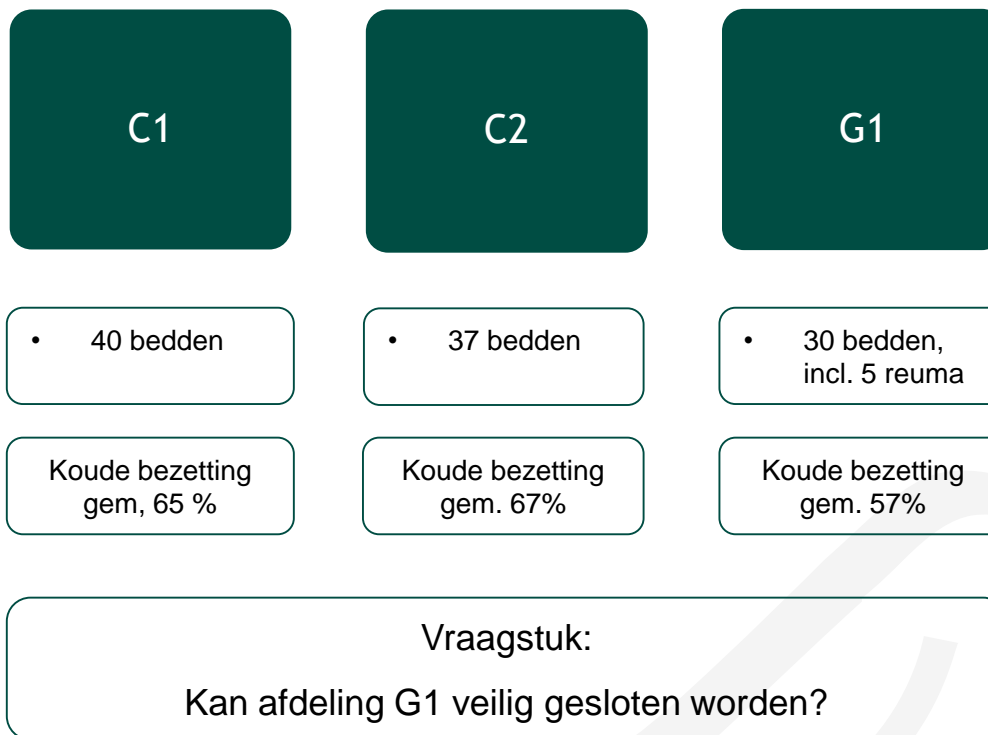 C1
C2
G1
• 40 bedden
• 37 bedden
• 30 bedden,
incl. 5 reuma
Koude bezetting
gem, 65 %
Koude bezetting
gem. 67%
Koude bezetting
gem. 57%
Vraagstuk:
Kan afdeling G1 veilig gesloten worden?